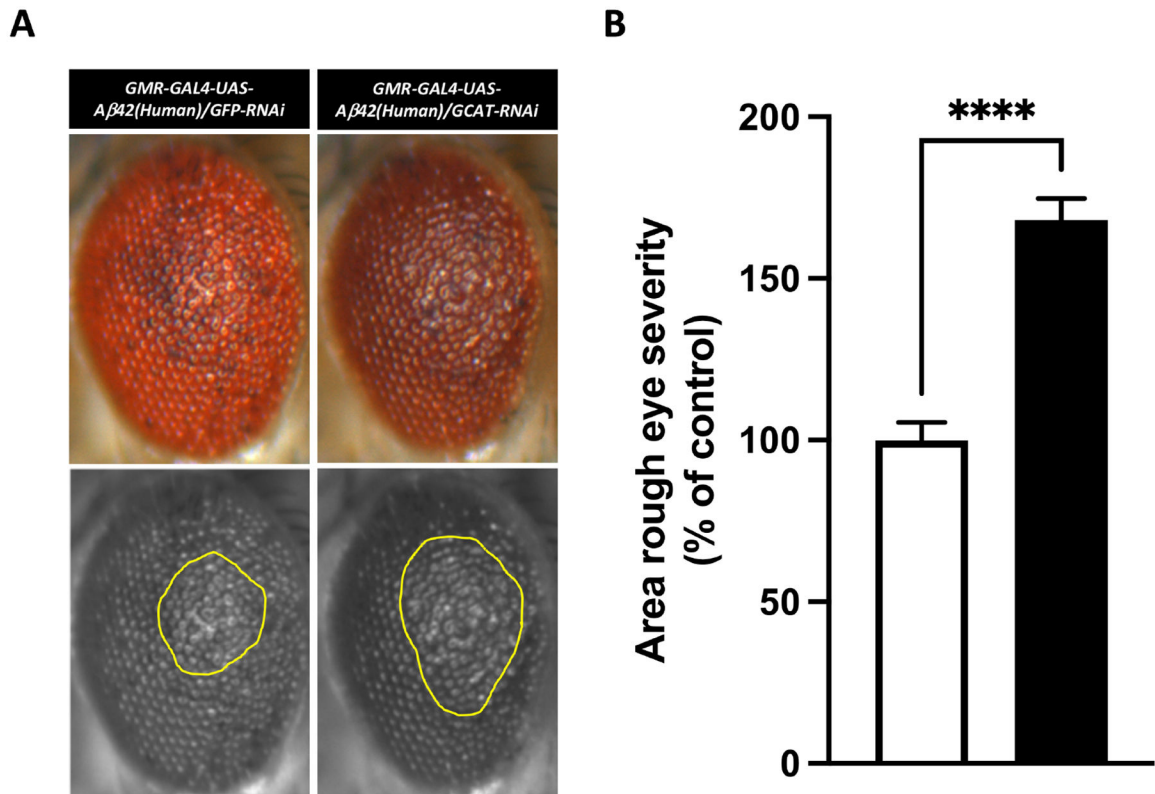 A
GMR-GAL4-UAS-
Aβ42(Human)/GFP-RNAi
GMR-GAL4-UAS-
Aβ42(Human)/GCAT-RNAi
B
Area rough eye severity
(% of control)
200
150
100
50
0
****